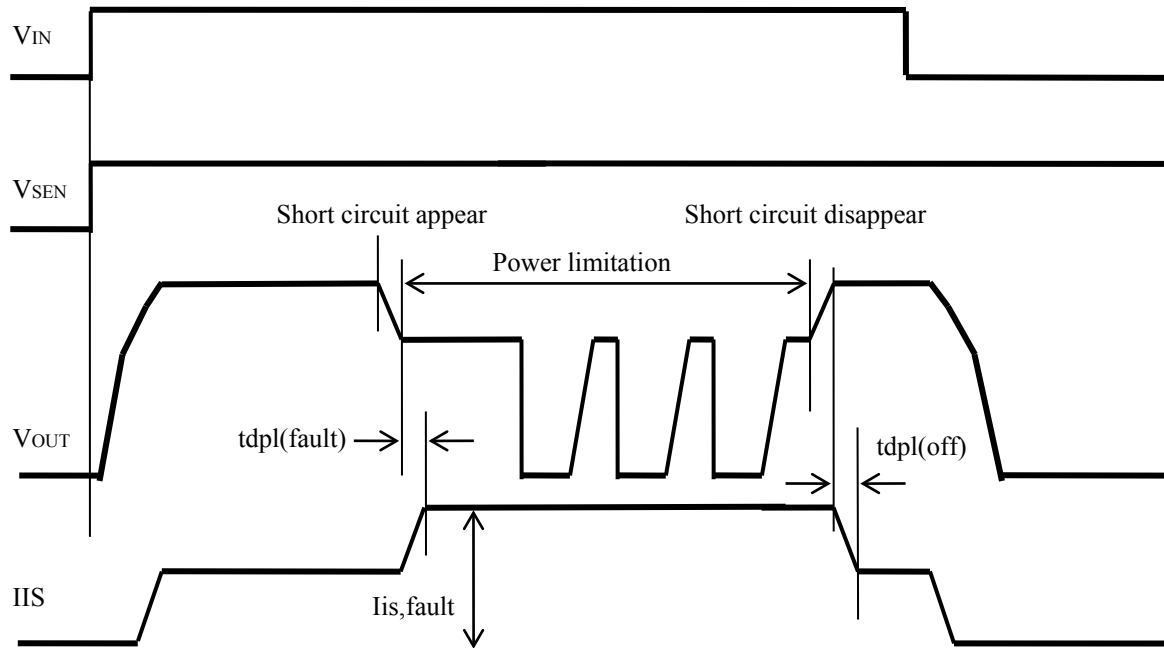 VIN
VSEN
Short circuit appear
Short circuit disappear
Power limitation
VOUT
tdpl(fault)
tdpl(off)
IIS
Iis,fault